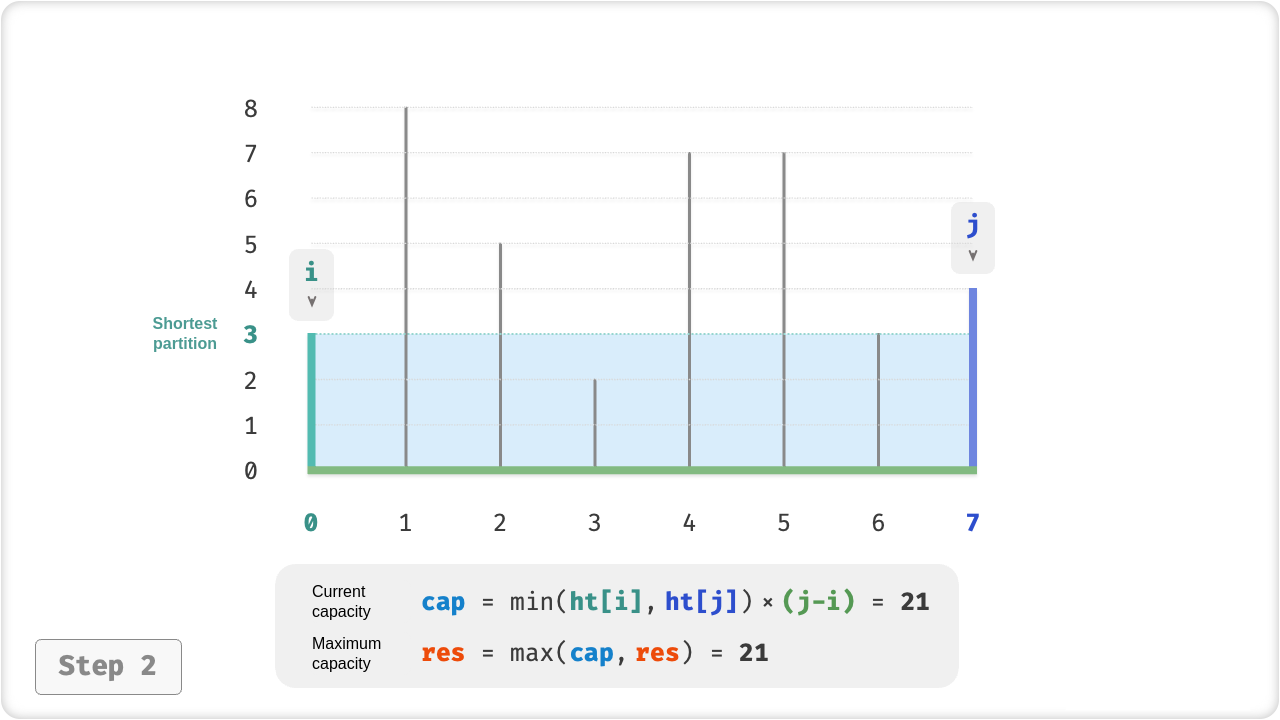 8
7
6
j
5
i
4
Shortest
partition
3
2
1
0
0 1 2 3 4 5 6 7
Current
capacity
cap = min(ht[i], ht[j]) × (j-i) = 21
Maximum
capacity
res = max(cap, res) = 21
Step 2